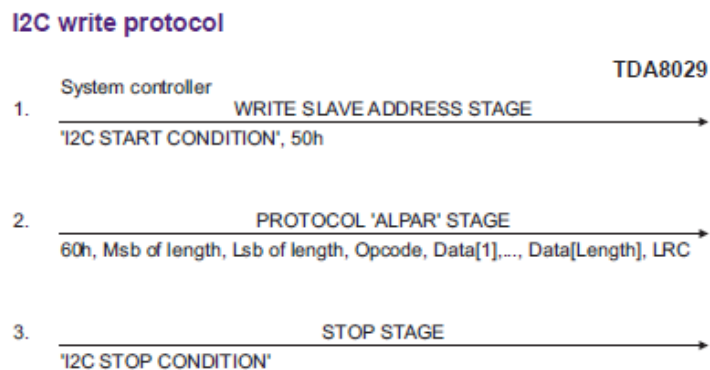 I2C write protocol
TDA8029
System controller
1. WRITE SLAVE ADDRESS STAGE
'I2C START CONDITION', 50h
2. PROTOCOL 'ALPAR' STAGE
60h, Msb of length, Lsb of length, Opcode, Data[1],..., Data[Length], LRC
3. STOP STAGE
'I2C STOP CONDITION'